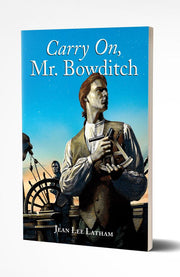 Carry On,
Mr. Bowditch
Jean Lee Latham